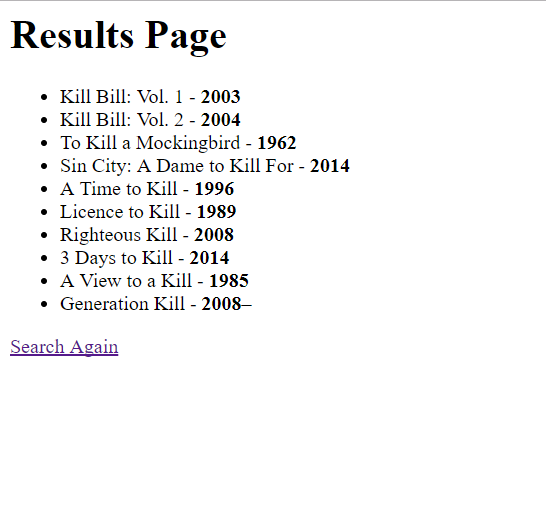 Results Page
Kill Bill: Vol. 1 - 2003
Kill Bill: Vol. 2 - 2004
To Kill a Mockingbird - 1962
Sin City: A Dame to Kill For - 2014
A Time to Kill - 1996
Licence to Kill - 1989
Righteous Kill - 2008
3 Days to Kill - 2014
A View to a Kill - 1985
Generation Kill - 2008–
Search Again